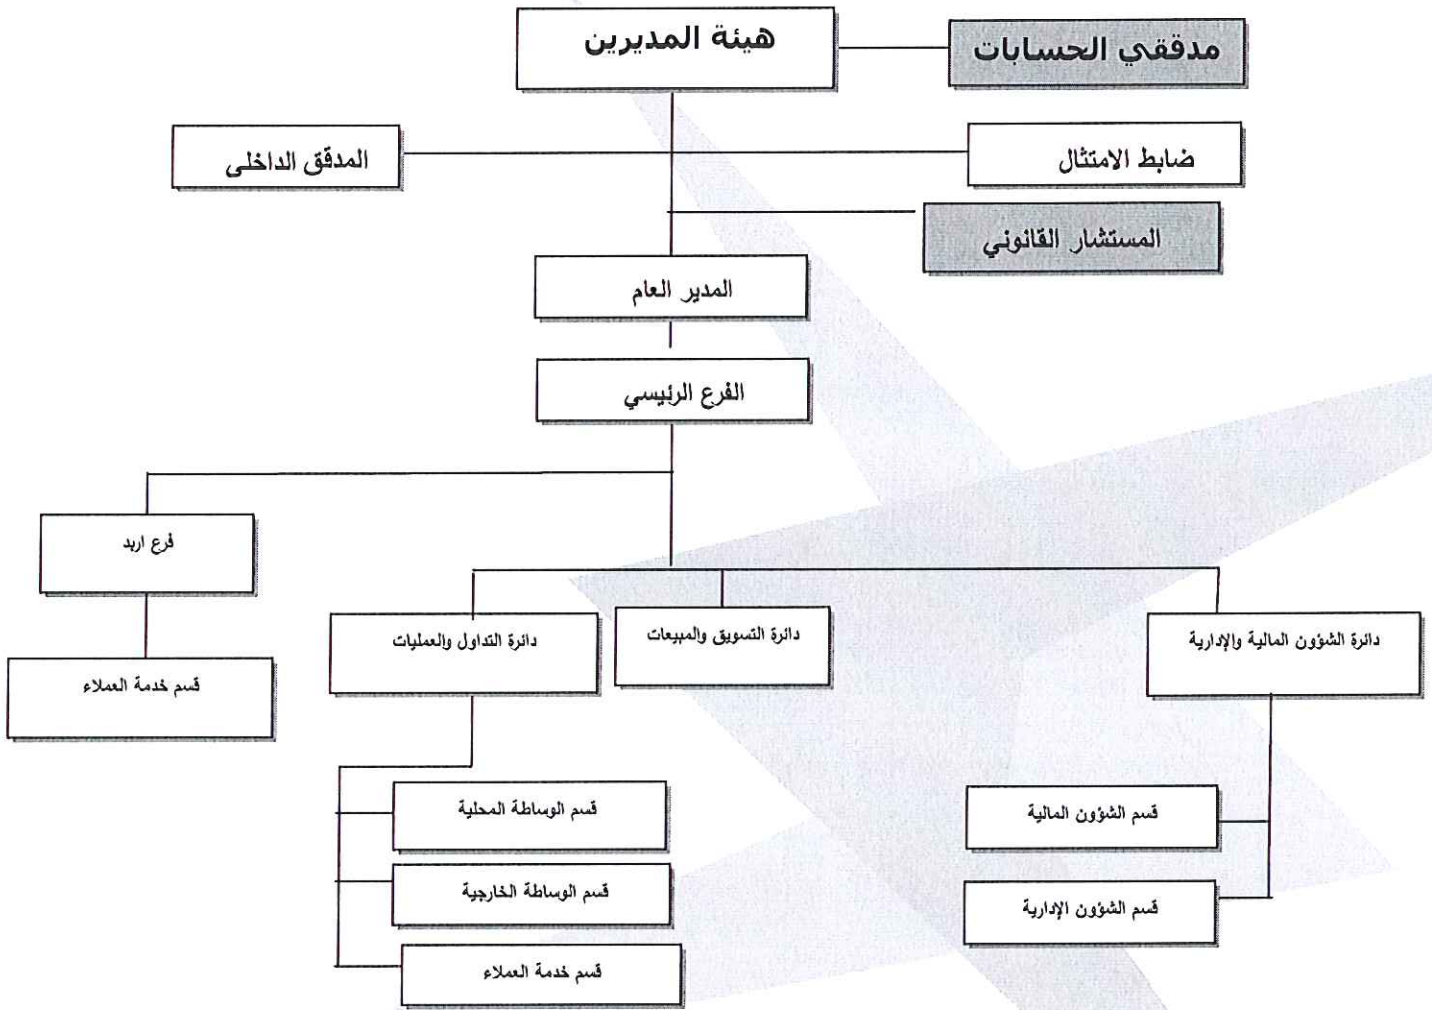 هيئة المديرين
مدققي الحسابات
ضابط الامتثال
المدقق الداخلي
المستشار القانوني
المدير العام
الفرع الرئيسي
فرع اربد
قسم خدمة العملاء
دائرة الشؤون المالية والإدارية
دائرة التسويق والمبيعات
دائرة التداول والعمليات
قسم الشؤون المالية
قسم الشؤون الإدارية
قسم الوساطة المحلية
قسم الوساطة الخارجية
قسم خدمة العملاء